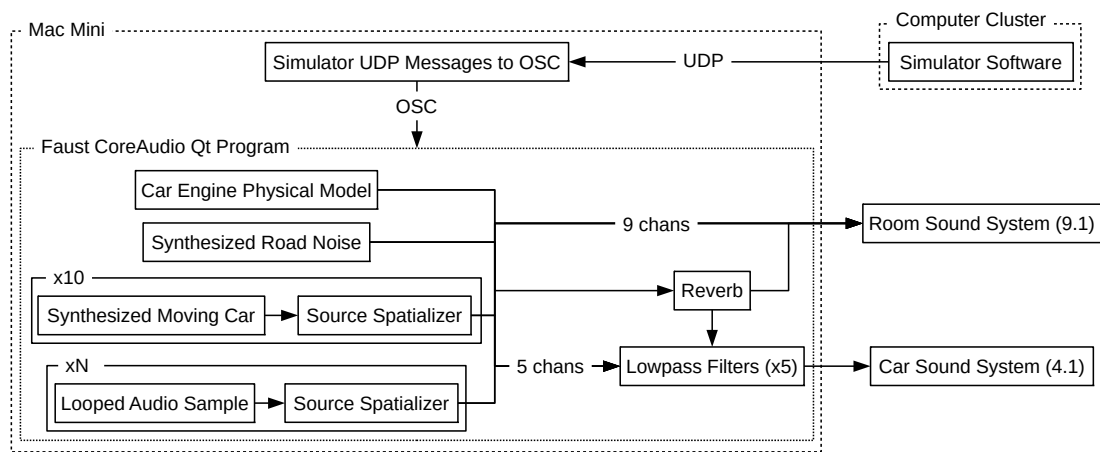 Computer Cluster
Mac Mini
Simulator UDP Messages to OSC
UDP
Simulator Software
OSC
Faust CoreAudio Qt Program
Car Engine Physical Model
9 chans
Room Sound System (9.1)
Synthesized Road Noise
x10
Reverb
Synthesized Moving Car
Source Spatializer
xN
5 chans
Lowpass Filters (x5)
Car Sound System (4.1)
Looped Audio Sample
Source Spatializer